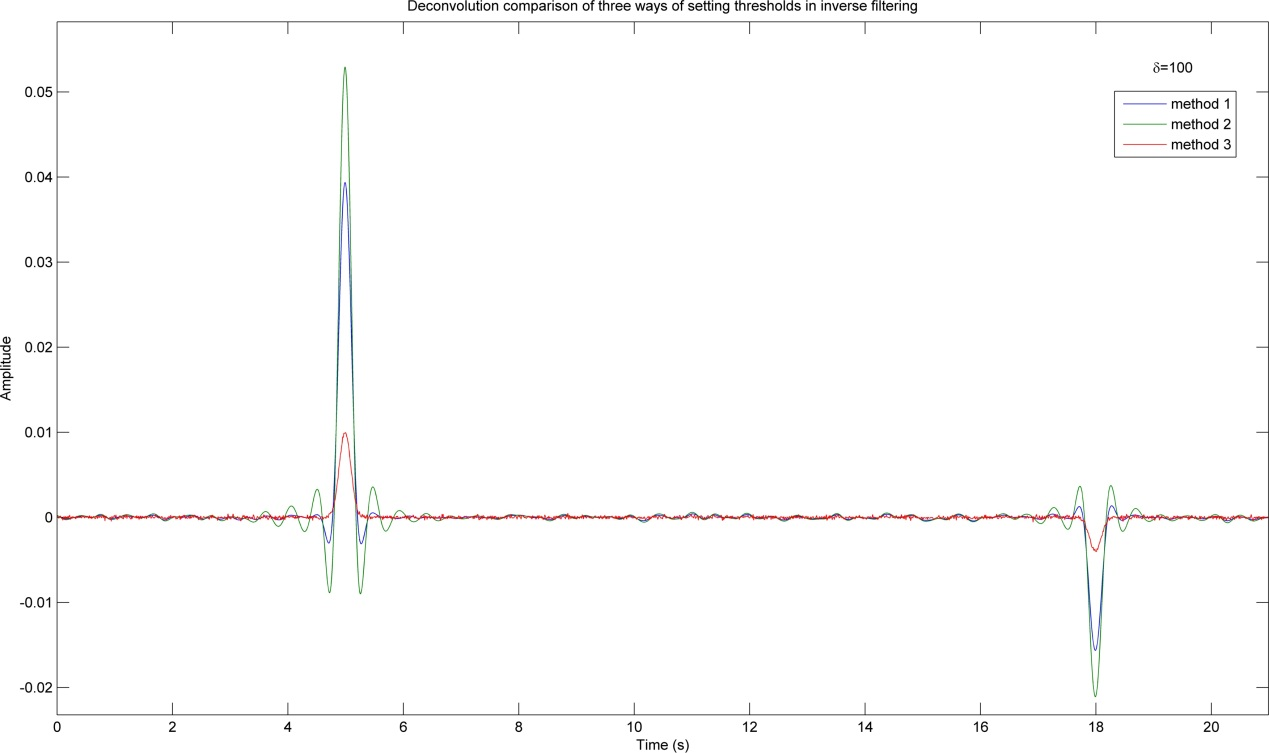 Deconvolution comparison of three ways of setting thresholds in inverse filtering
δ=100
method 1
method 2
method 3
Amplitude
0.05
0.04
0.03
0.02
0.01
0
-0.01
-0.02
0 2 4 6 8 10 12 14 16 18 20
Time (s)